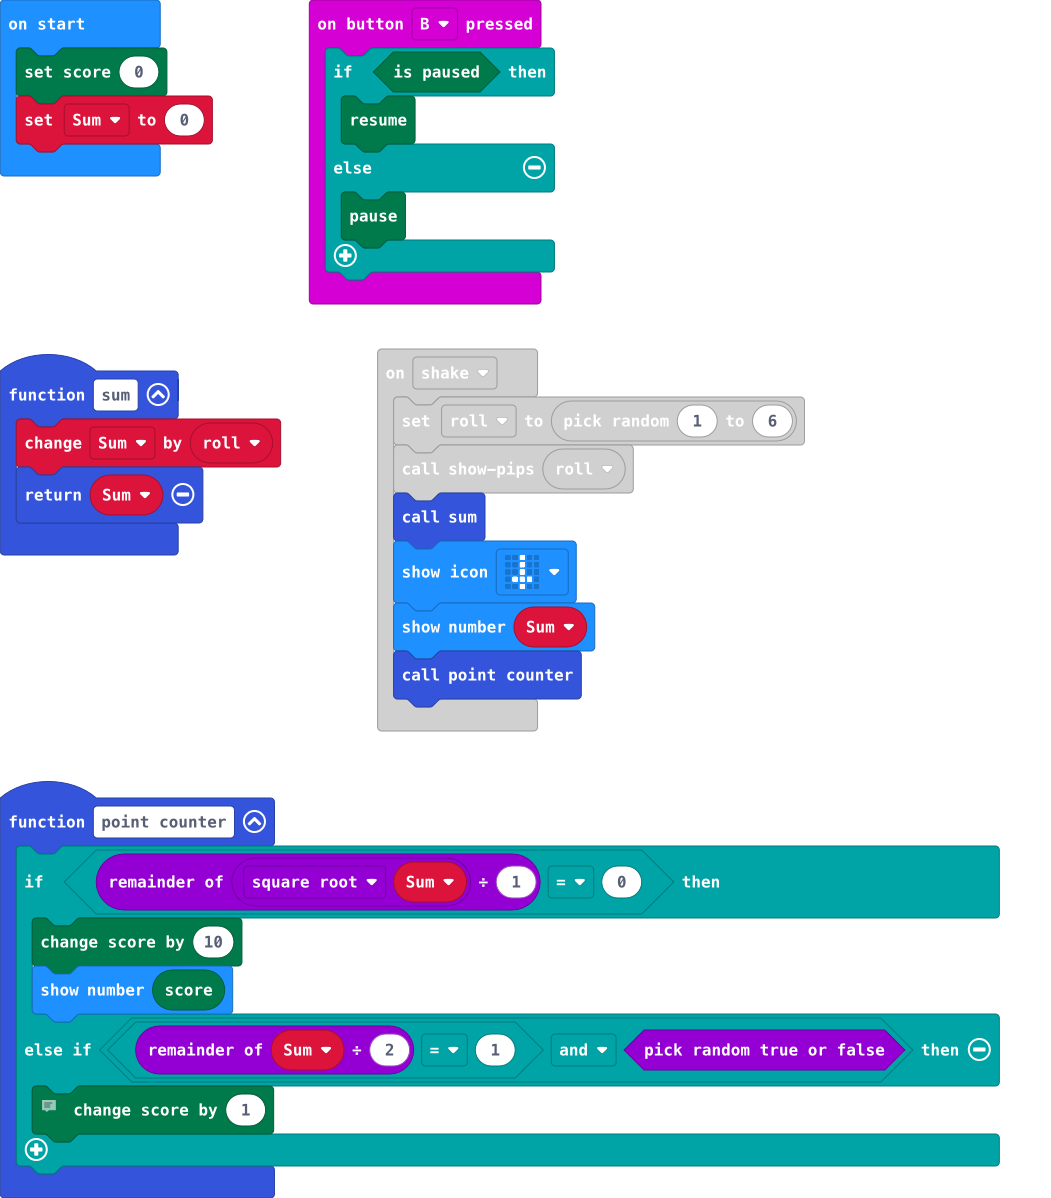 on start
set score 0
set Sum to 0
on button B pressed
if is paused then
resume
else
pause
function sum
change Sum by roll
return Sum
on shake
set roll to pick random 1 to 6
call show-pips roll
call sum
show icon
show number Sum
call point counter
function point counter
if remainder of square root Sum ÷ 1 = 0 then
change score by 10
show number score
else if remainder of Sum ÷ 2 = 1 and pick random true or false then
change score by 1